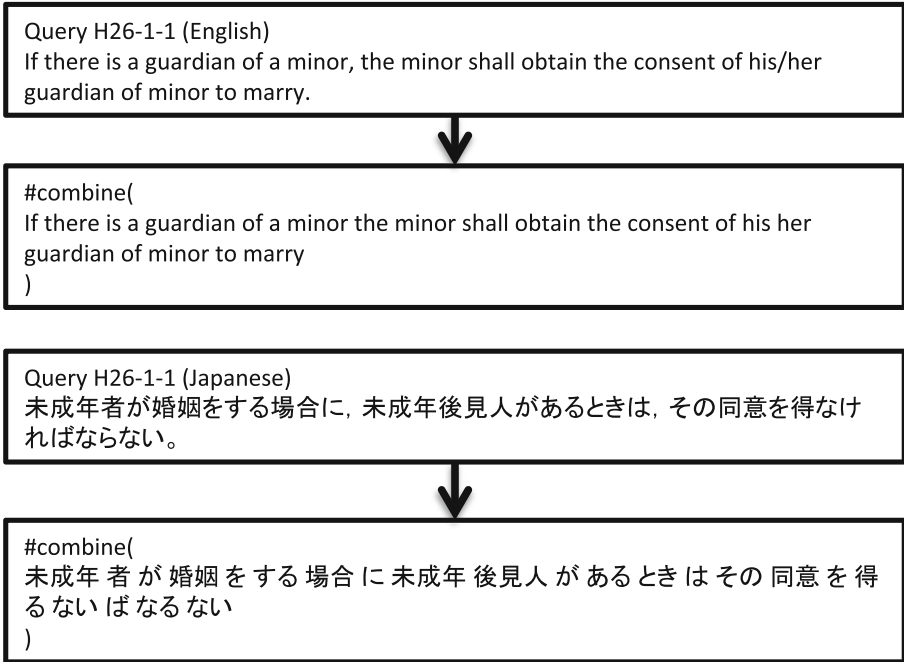 Query H26-1-1 (English)
If there is a guardian of a minor, the minor shall obtain the consent of his/her
guardian of minor to marry.
#combine(
If there is a guardian of a minor the minor shall obtain the consent of his her
guardian of minor to marry
)
Query H26-1-1 (Japanese)
未成年者が婚姻をする場合に, 未成年後見人があるときは, その同意を得なけ
ればならない。
#combine(
未成年 者 が 婚姻 を する 場合 に 未成年 後見人 が ある とき は その 同意 を 得
る ない ば なる ない
)